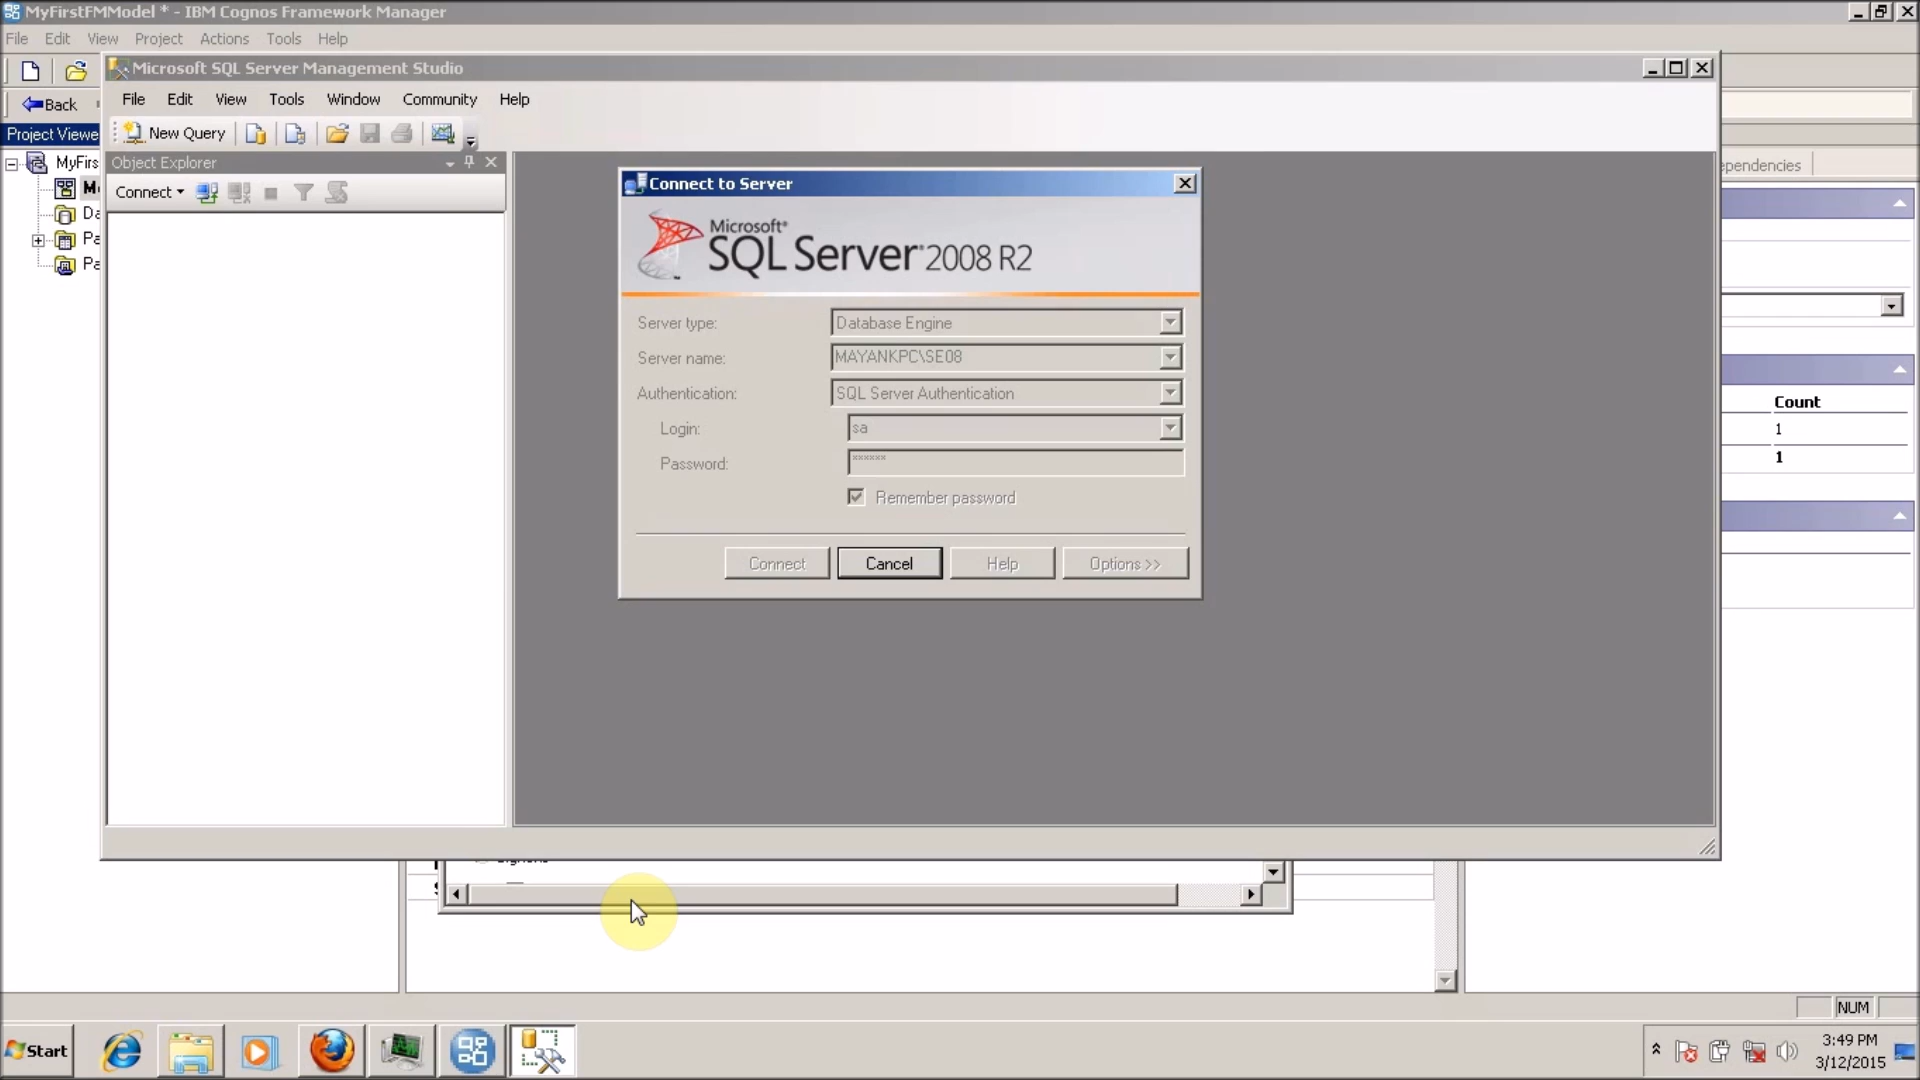 MyFirstFMModel * - IBM Cognos Framework Manager
File Edit View Project Actions Tools Help
Microsoft SQL Server Management Studio
File Edit View Tools Window Community Help
Back
New Query
Project Viewe
Object Explorer
MyFirs
Connect
Da
Pa
Pa
Connect to Server
Microsoft®
SQL Server® 2008 R2
Server type: Database Engine
Server name: MAYANKPC\SE08
Authentication: SQL Server Authentication
Login: sa
Password: ******
Remember password
Connect Cancel Help Options >>
ependencies
Count
1
1
NUM
Start
3:49 PM
3/12/2015